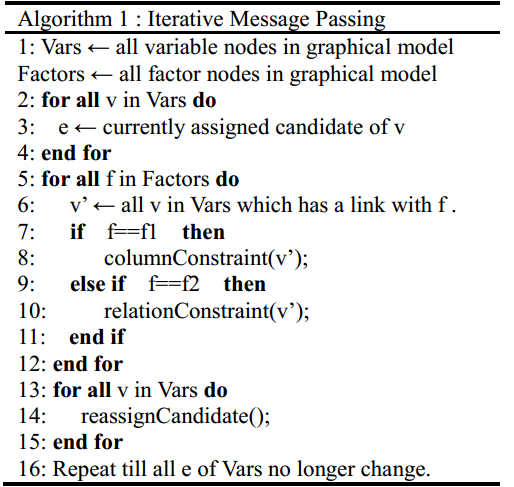 Algorithm 1 : Iterative Message Passing
1: Vars ← all variable nodes in graphical model
Factors ← all factor nodes in graphical model
2: for all v in Vars do
3: e ← currently assigned candidate of v
4: end for
5: for all f in Factors do
6: v’ ← all v in Vars which has a link with f .
7: if f==f1 then
8: columnConstraint(v’);
9: else if f==f2 then
10: relationConstraint(v’);
11: end if
12: end for
13: for all v in Vars do
14: reassignCandidate();
15: end for
16: Repeat till all e of Vars no longer change.